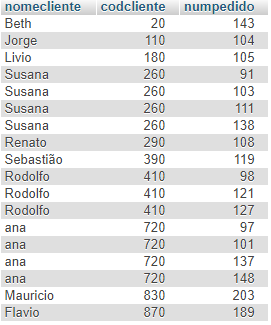 nomecliente codcliente numpedido
Beth 20 143
Jorge 110 104
Livio 180 105
Susana 260 91
Susana 260 103
Susana 260 111
Susana 260 138
Renato 290 108
Sebastião 390 119
Rodolfo 410 98
Rodolfo 410 121
Rodolfo 410 127
ana 720 97
ana 720 101
ana 720 137
ana 720 148
Mauricio 830 203
Flavio 870 189